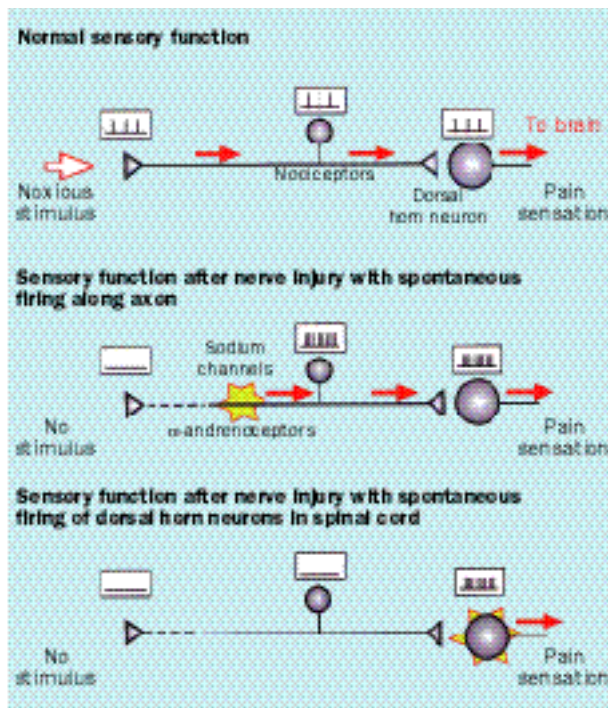 Normal sensory function
To brain
Nociceptors
Noxious
stimulus
Dorsal
horn neuron
Pain
sensation
Sensory function after nerve injury with spontaneous
firing along axon
Sodium
channels
No
stimulus
α-andrenoceptors
Pain
sensation
Sensory function after nerve injury with spontaneous
firing of dorsal horn neurons in spinal cord
No
stimulus
Pain
sensation